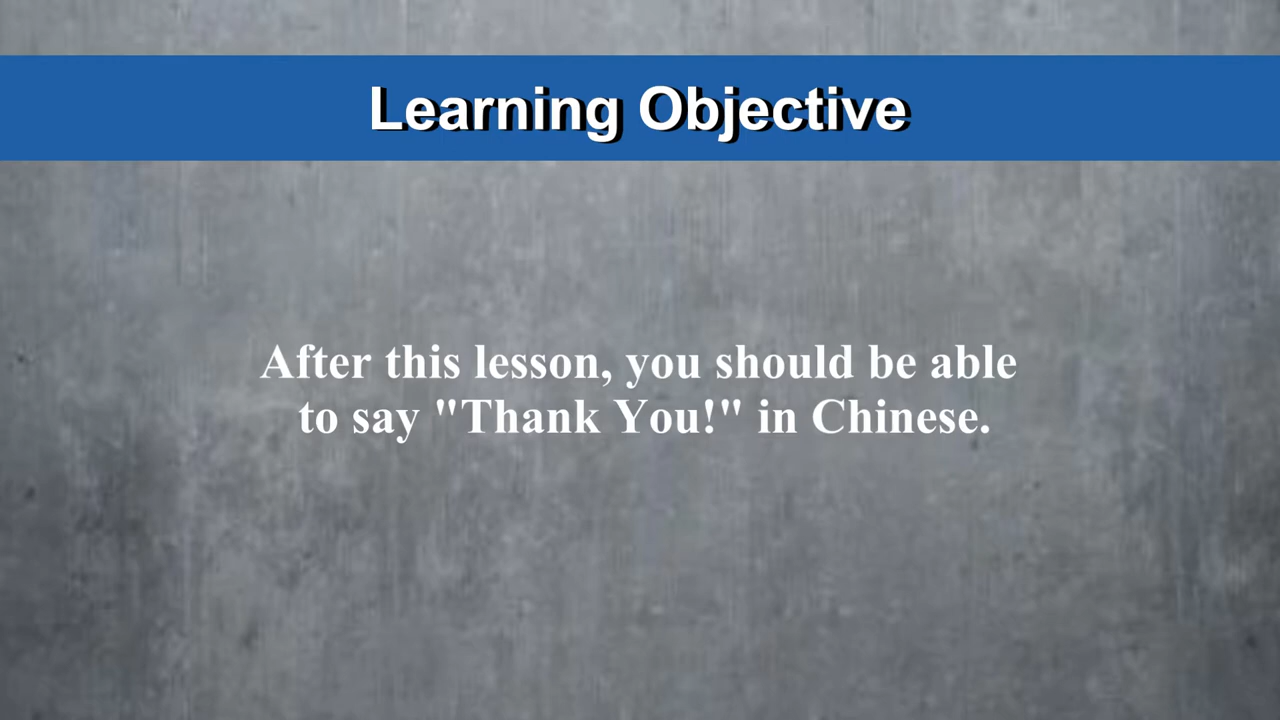 Learning Objective
After this lesson, you should be able
to say "Thank You!" in Chinese.